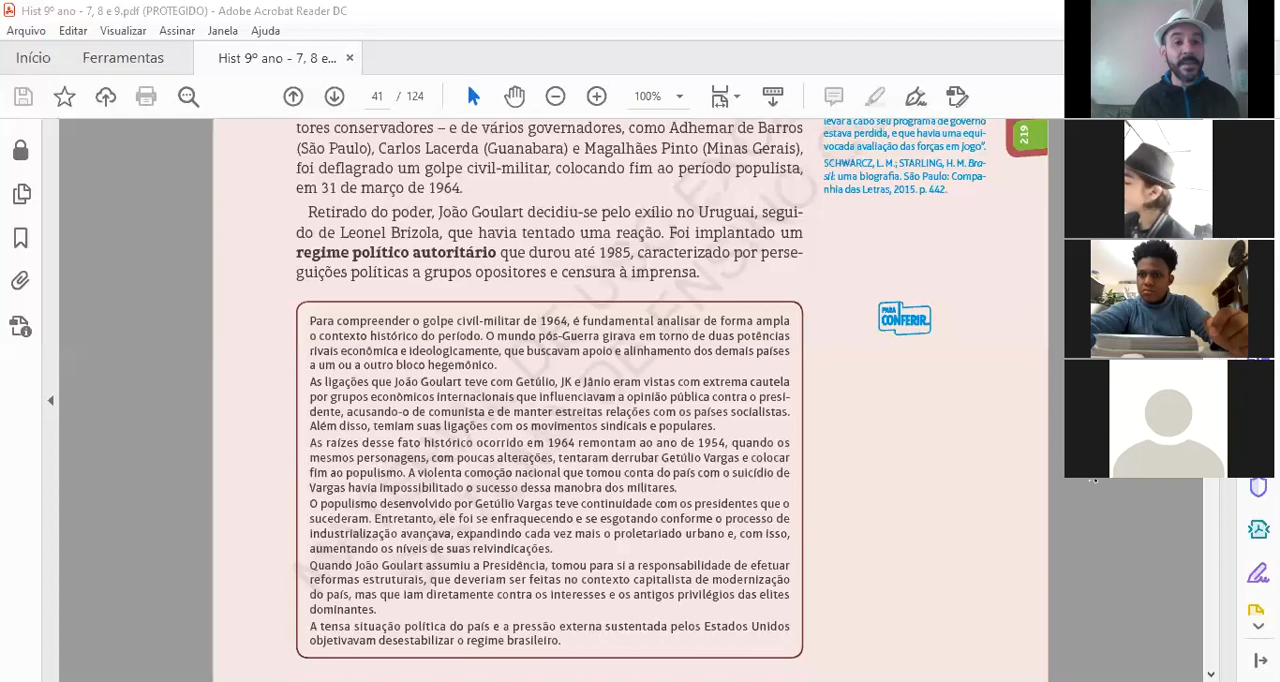 Hist 9º ano - 7, 8 e 9.pdf (PROTEGIDO) - Adobe Acrobat Reader DC
Arquivo Editar Visualizar Assinar Janela Ajuda
Início Ferramentas Hist 9º ano - 7, 8 e... ×
41 / 124 100%
tores conservadores – e de vários governadores, como Adhemar de Barros
(São Paulo), Carlos Lacerda (Guanabara) e Magalhães Pinto (Minas Gerais),
foi deflagrado um golpe civil-militar, colocando fim ao período populista,
em 31 de março de 1964.
Retirado do poder, João Goulart decidiu-se pelo exílio no Uruguai, segui-
do de Leonel Brizola, que havia tentado uma reação. Foi implantado um
regime político autoritário que durou até 1985, caracterizado por perse-
guições políticas a grupos opositores e censura à imprensa.
levar a cabo seu programa de governo
estava perdida, e que havia uma equi-
vocada avaliação das forças em jogo".
SCHWARCZ, L. M.; STARLING, H. M. Bra-
sil: uma biografia. São Paulo: Compa-
nhia das Letras, 2015. p. 442.
219
PARA
CONFERIR
Para compreender o golpe civil-militar de 1964, é fundamental analisar de forma ampla
o contexto histórico do período. O mundo pós-Guerra girava em torno de duas potências
rivais econômica e ideologicamente, que buscavam apoio e alinhamento dos demais países
a um ou a outro bloco hegemônico.
As ligações que João Goulart teve com Getúlio, JK e Jânio eram vistas com extrema cautela
por grupos econômicos internacionais que influenciavam a opinião pública contra o presi-
dente, acusando-o de comunista e de manter estreitas relações com os países socialistas.
Além disso, temiam suas ligações com os movimentos sindicais e populares.
As raízes desse fato histórico ocorrido em 1964 remontam ao ano de 1954, quando os
mesmos personagens, com poucas alterações, tentaram derrubar Getúlio Vargas e colocar
fim ao populismo. A violenta comoção nacional que tomou conta do país com o suicídio de
Vargas havia impossibilitado o sucesso dessa manobra dos militares.
O populismo desenvolvido por Getúlio Vargas teve continuidade com os presidentes que o
sucederam. Entretanto, ele foi se enfraquecendo e se esgotando conforme o processo de
industrialização avançava, expandindo cada vez mais o proletariado urbano e, com isso,
aumentando os níveis de suas reivindicações.
Quando João Goulart assumiu a Presidência, tomou para si a responsabilidade de efetuar
reformas estruturais, que deveriam ser feitas no contexto capitalista de modernização
do país, mas que iam diretamente contra os interesses e os antigos privilégios das elites
dominantes.
A tensa situação política do país e a pressão externa sustentada pelos Estados Unidos
objetivavam desestabilizar o regime brasileiro.